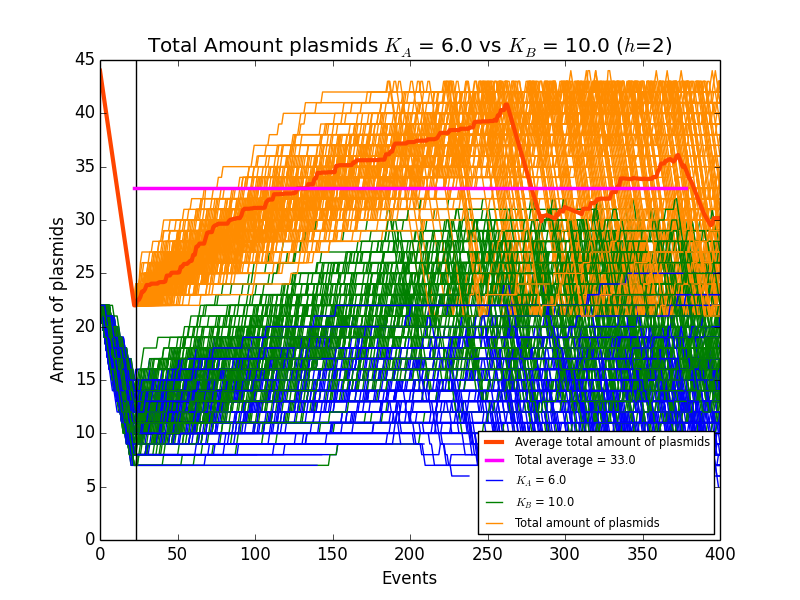 Total Amount plasmids K_A = 6.0 vs K_B = 10.0 (h=2)
45
40
35
30
25
20
15
10
5
0
Amount of plasmids
Average total amount of plasmids
Total average = 33.0
K_A = 6.0
K_B = 10.0
Total amount of plasmids
0 50 100 150 200 250 300 350 400
Events